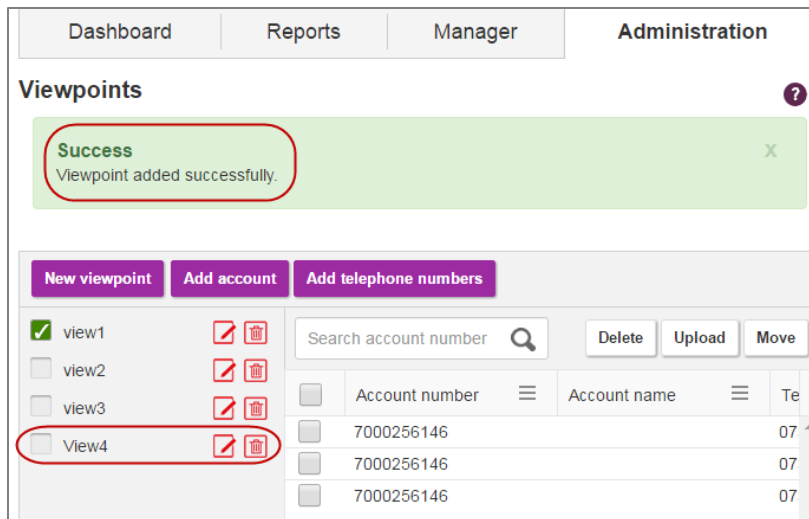 Dashboard Reports Manager Administration
Viewpoints
?
Success X
Viewpoint added successfully.
New viewpoint Add account Add telephone numbers
view1 Search account number Delete Upload Move
view2
Account number Account name Te
view3
7000256146 07
View4
7000256146 07
7000256146 07